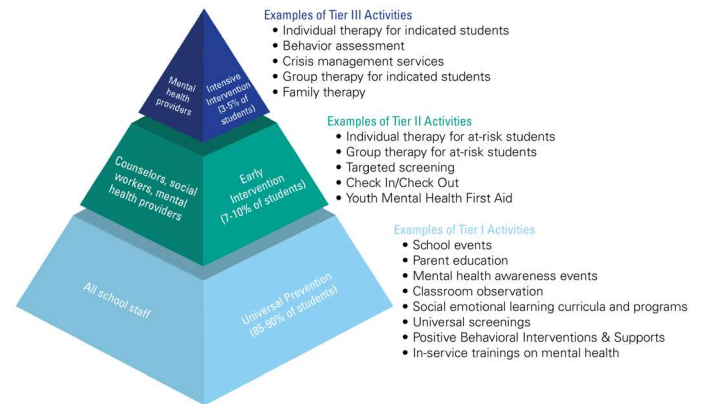 Examples of Tier III Activities
• Individual therapy for indicated students
• Behavior assessment
• Crisis management services
• Group therapy for indicated students
• Family therapy
Mental
health
providers
Intensive
Intervention
(3-5% of
students)
Examples of Tier II Activities
• Individual therapy for at-risk students
• Group therapy for at-risk students
• Targeted screening
• Check In/Check Out
• Youth Mental Health First Aid
Counselors, social
workers, mental
health providers
Early
Intervention
(7-10% of students)
Examples of Tier I Activities
• School events
• Parent education
• Mental health awareness events
• Classroom observation
• Social emotional learning curricula and programs
• Universal screenings
• Positive Behavioral Interventions & Supports
• In-service trainings on mental health
All school staff
Universal Prevention
(85-90% of students)